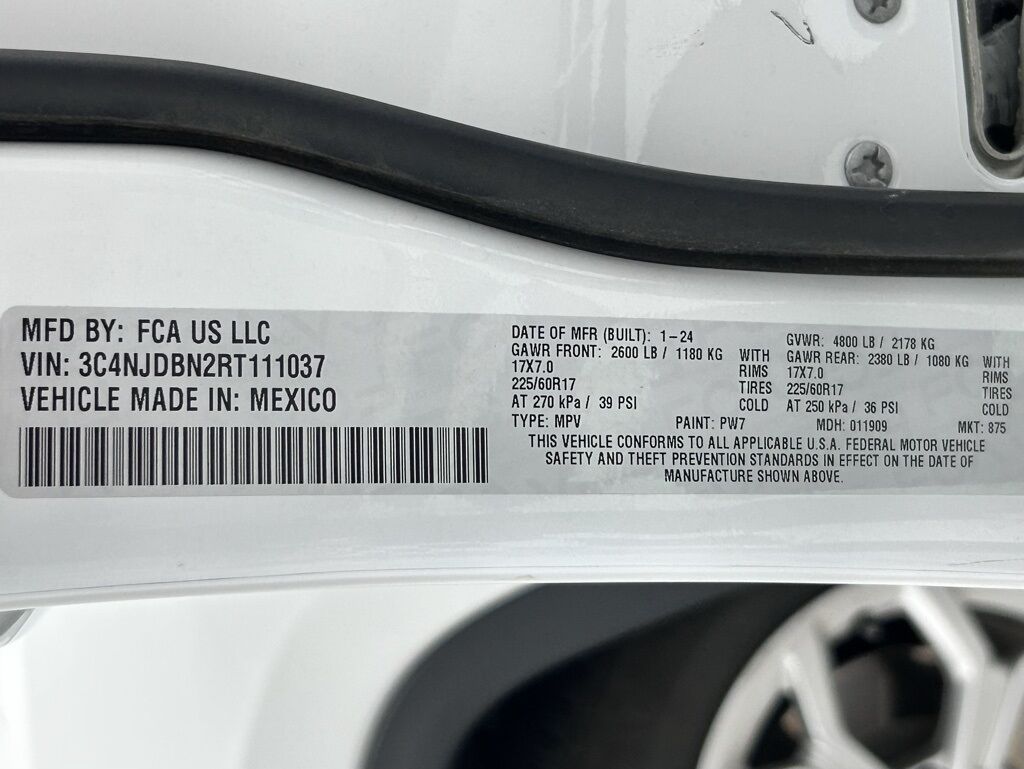 MFD BY: FCA US LLC
VIN: 3C4NJDBN2RT111037
VEHICLE MADE IN: MEXICO
DATE OF MFR (BUILT): 1-24
GAWR FRONT: 2600 LB / 1180 KG WITH
17X7.0 RIMS
225/60R17 TIRES
AT 270 kPa / 39 PSI COLD
GVWR: 4800 LB / 2178 KG
GAWR REAR: 2380 LB / 1080 KG WITH
17X7.0 RIMS
225/60R17 TIRES
AT 250 kPa / 36 PSI COLD
TYPE: MPV PAINT: PW7 MDH: 011909 MKT: 875
THIS VEHICLE CONFORMS TO ALL APPLICABLE U.S.A. FEDERAL MOTOR VEHICLE
SAFETY AND THEFT PREVENTION STANDARDS IN EFFECT ON THE DATE OF
MANUFACTURE SHOWN ABOVE.